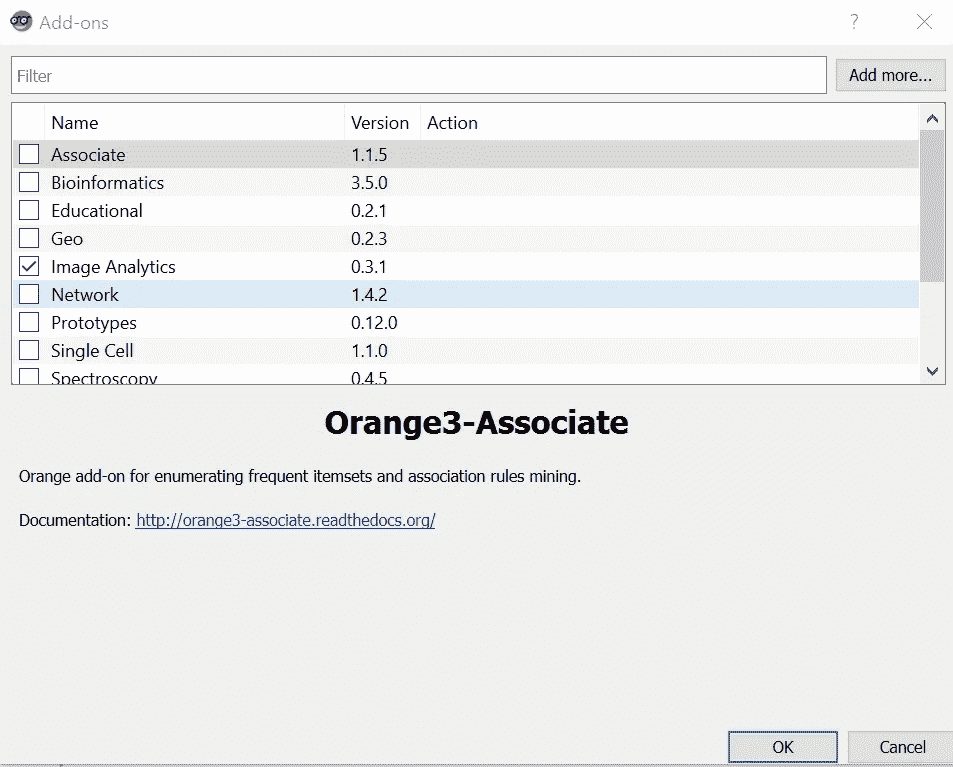 Add-ons ?
Filter Add more...
Name Version Action
Associate 1.1.5
Bioinformatics 3.5.0
Educational 0.2.1
Geo 0.2.3
Image Analytics 0.3.1
Network 1.4.2
Prototypes 0.12.0
Single Cell 1.1.0
Spectroscopy 0.4.5
Orange3-Associate
Orange add-on for enumerating frequent itemsets and association rules mining.
Documentation: http://orange3-associate.readthedocs.org/
OK Cancel